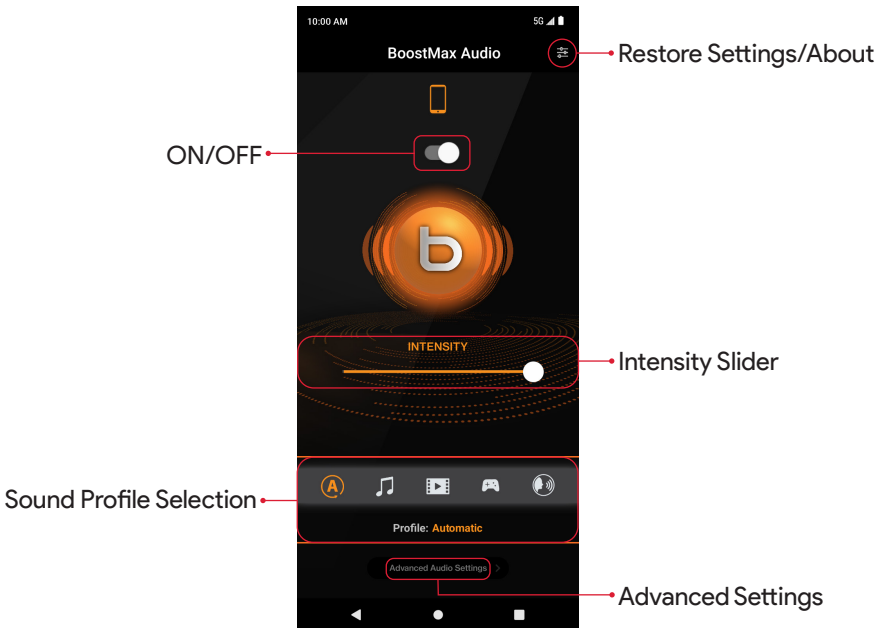 10:00 AM 5G
BoostMax Audio
Restore Settings/About
ON/OFF
b
INTENSITY
Intensity Slider
A
Sound Profile Selection
Profile: Automatic
Advanced Audio Settings >
Advanced Settings